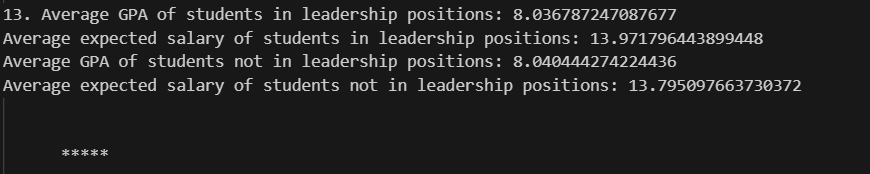 13. Average GPA of students in leadership positions: 8.036787247087677
Average expected salary of students in leadership positions: 13.971796443899448
Average GPA of students not in leadership positions: 8.040444274224436
Average expected salary of students not in leadership positions: 13.795097663730372
*****